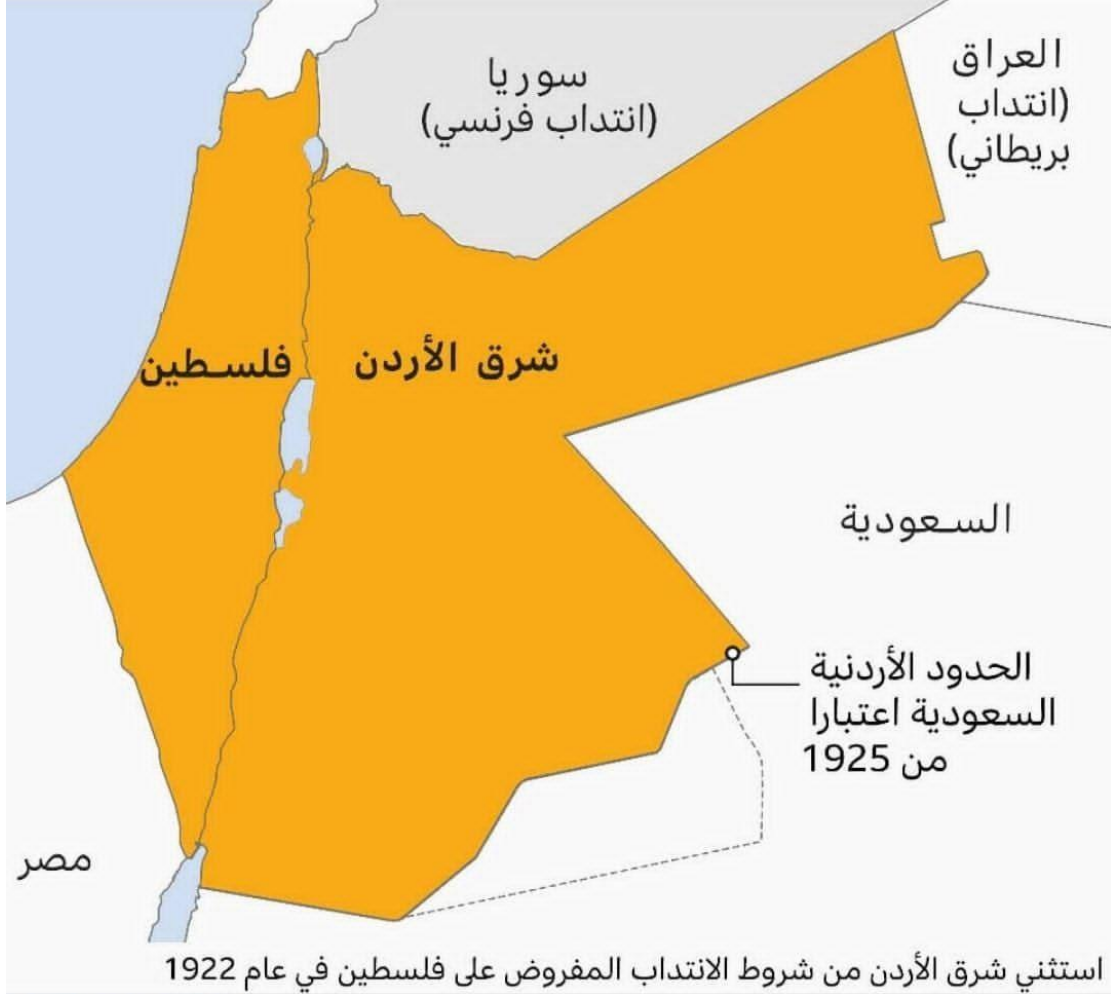 سوريا
(انتداب فرنسي)
العراق
(انتداب
بريطاني)
فلسطين
شرق الأردن
السعودية
الحدود الأردنية
السعودية اعتبارا
من 1925
مصر
استثني شرق الأردن من شروط الانتداب المفروض على فلسطين في عام 1922